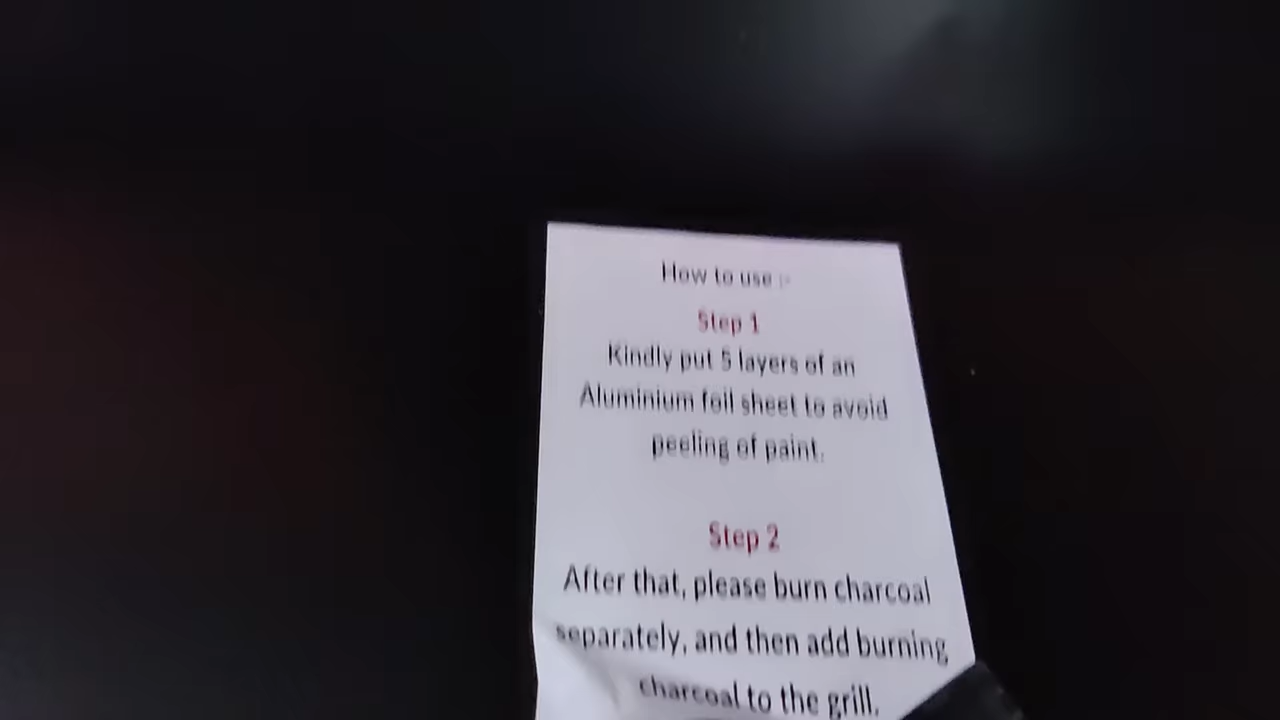 How to use :-
Step 1
Kindly put 5 layers of an
Aluminium foil sheet to avoid
peeling of paint.
Step 2
After that, please burn charcoal
separately, and then add burning
charcoal to the grill.